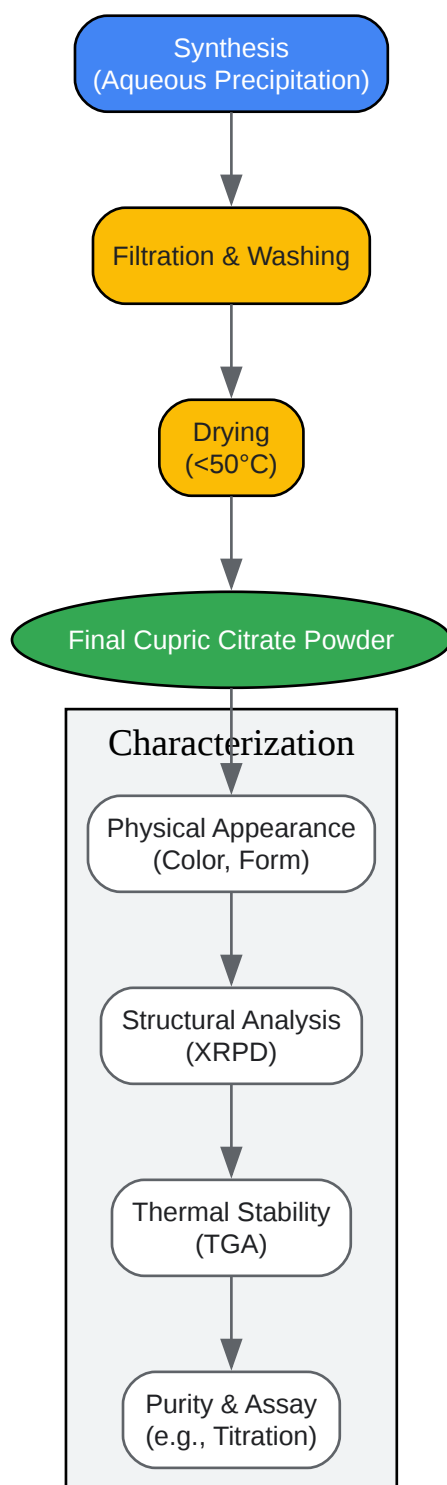 Synthesis
(Aqueous Precipitation)
Filtration & Washing
Drying
(<50°C)
Final Cupric Citrate Powder
Characterization
Physical Appearance
(Color, Form)
Structural Analysis
(XRPD)
Thermal Stability
(TGA)
Purity & Assay
(e.g., Titration)